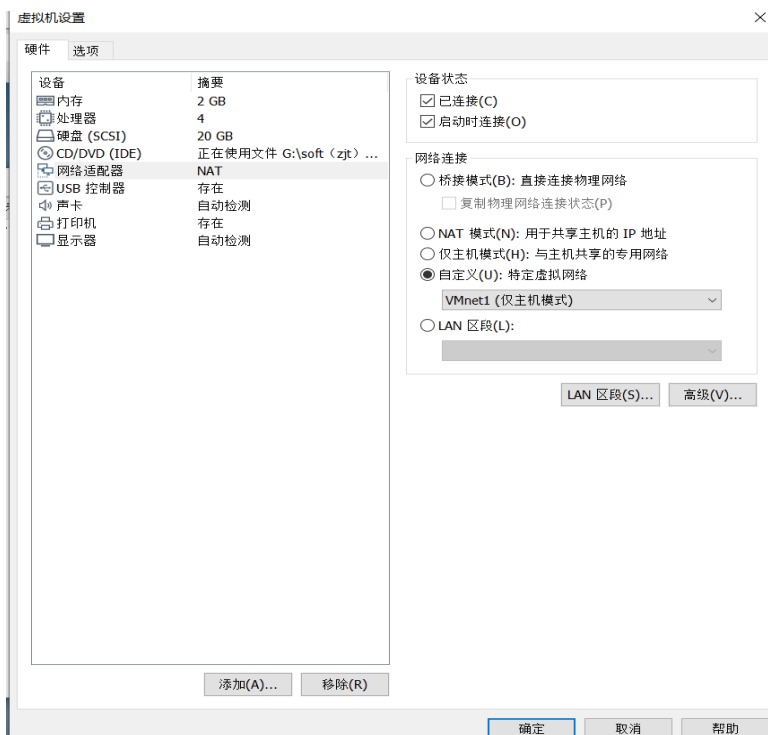 虚拟机设置
硬件 选项
设备 摘要
内存 2 GB
处理器 4
硬盘 (SCSI) 20 GB
CD/DVD (IDE) 正在使用文件 G:\soft（zjt）...
网络适配器 NAT
USB 控制器 存在
声卡 自动检测
打印机 存在
显示器 自动检测
添加(A)... 移除(R)
设备状态
已连接(C)
启动时连接(O)
网络连接
桥接模式(B): 直接连接物理网络
复制物理网络连接状态(P)
NAT 模式(N): 用于共享主机的 IP 地址
仅主机模式(H): 与主机共享的专用网络
自定义(U): 特定虚拟网络
VMnet1 (仅主机模式)
LAN 区段(L):
LAN 区段(S)... 高级(V)...
确定 取消 帮助